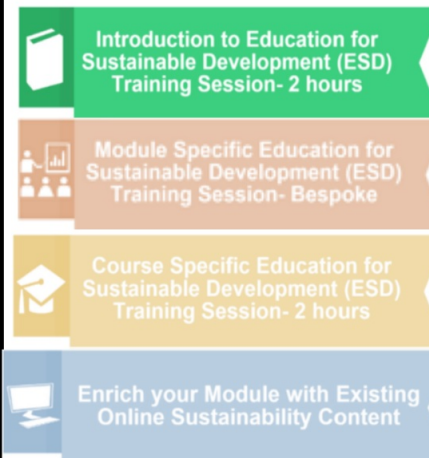 Introduction to Education for
Sustainable Development (ESD)
Training Session- 2 hours
Module Specific Education for
Sustainable Development (ESD)
Training Session- Bespoke
Course Specific Education for
Sustainable Development (ESD)
Training Session- 2 hours
Enrich your Module with Existing
Online Sustainability Content